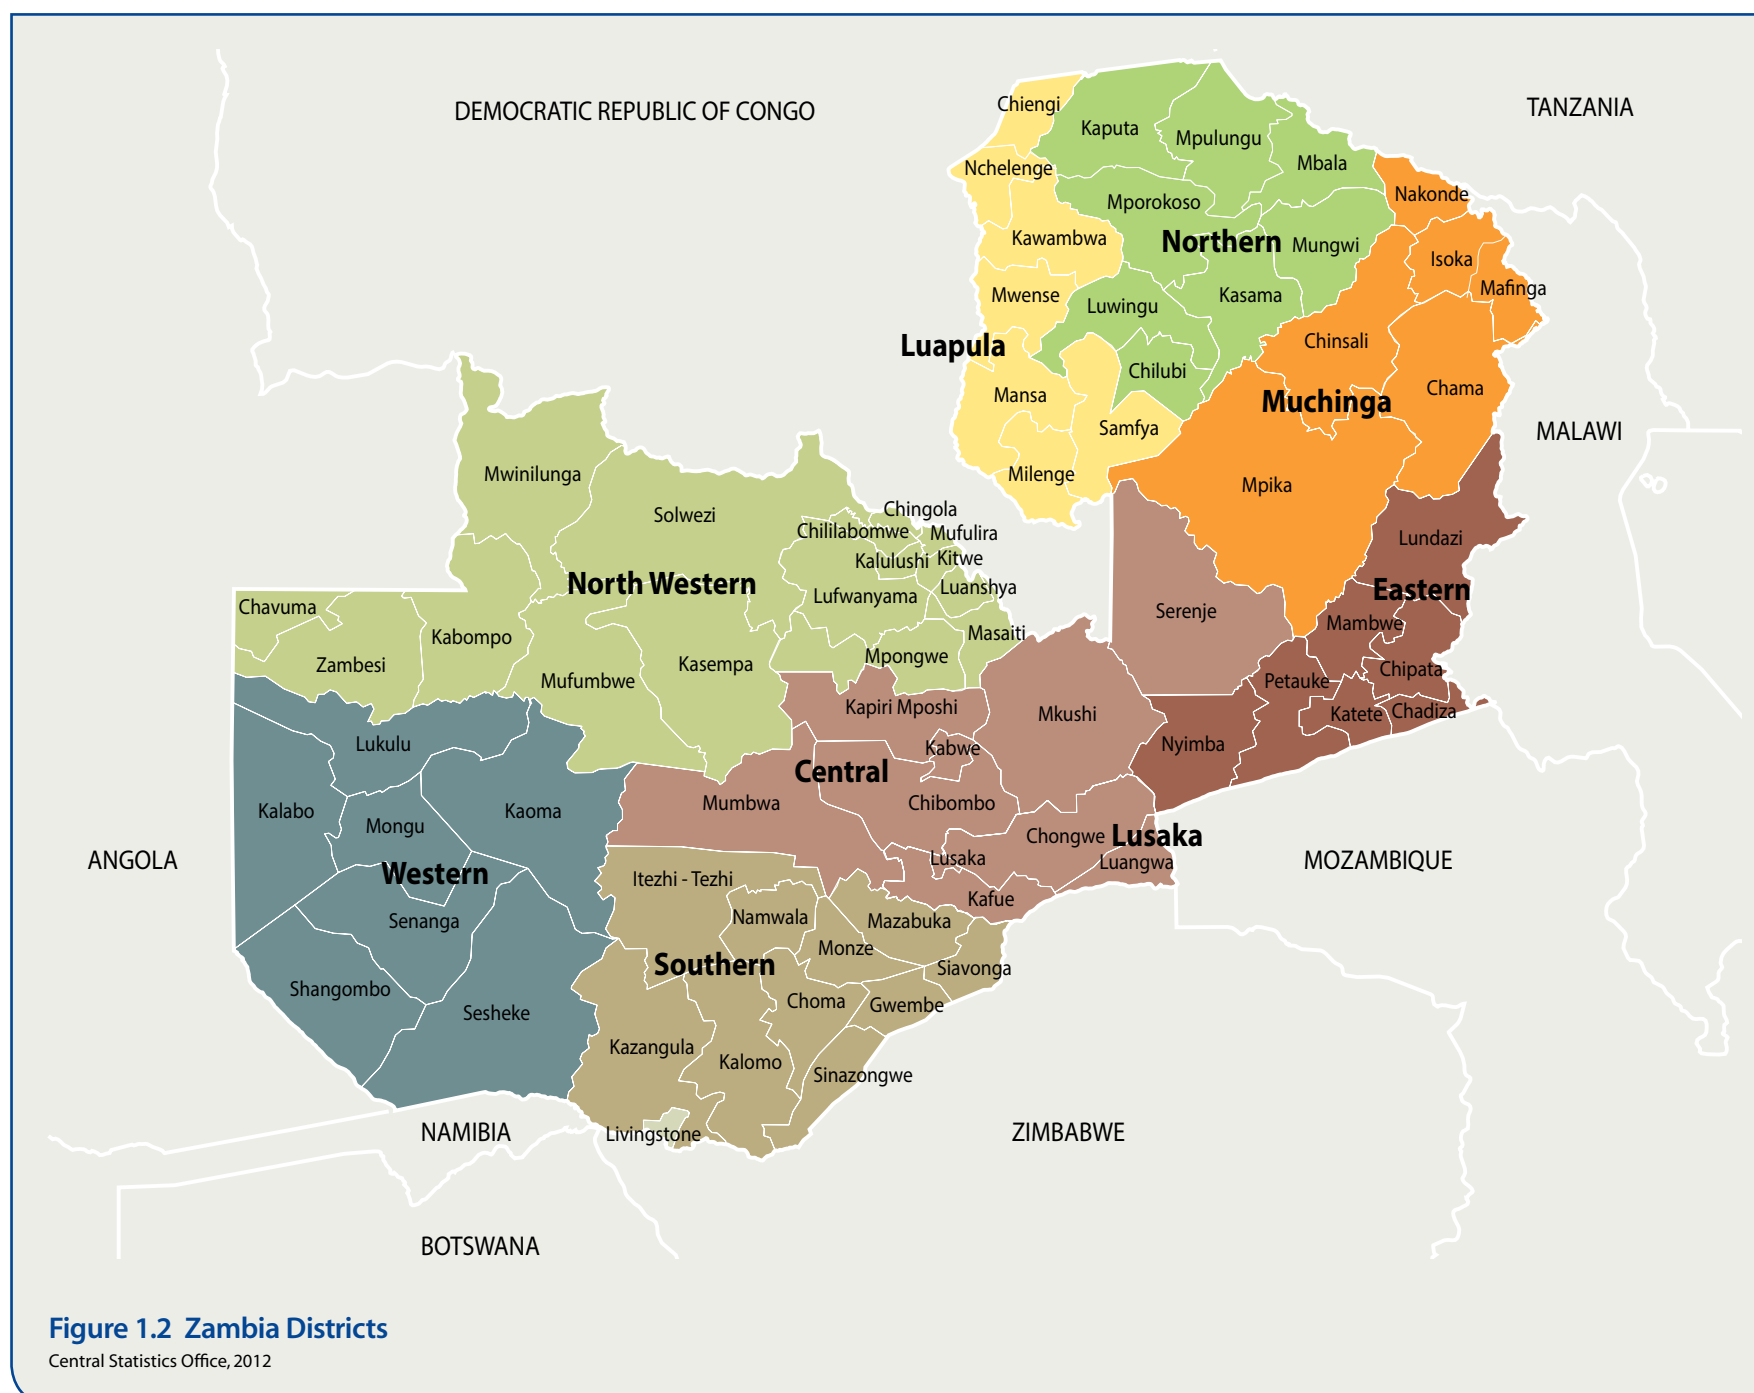 DEMOCRATIC REPUBLIC OF CONGO
TANZANIA
Chiengi
Kaputa
Mpulungu
Mbala
Nchelenge
Nakonde
Mporokoso
Kawambwa
Northern
Mungwi
Isoka
Mwense
Luwingu
Kasama
Mafinga
Luapula
Chinsali
Chilubi
Mansa
Muchinga
Chama
Samfya
MALAWI
Mwinilunga
Milenge
Mpika
Solwezi
Chingola
Chililabomwe
Mufulira
Lundazi
Kalulushi
Kitwe
North Western
Luanshya
Eastern
Lufwanyama
Chavuma
Serenje
Mambwe
Kabompo
Masaiti
Mpongwe
Zambesi
Kasempa
Chipata
Mufumbwe
Petauke
Kapiri Mposhi
Mkushi
Katete
Chadiza
Lukulu
Kabwe
Nyimba
Central
Mumbwa
Chibombo
Kalabo
Kaoma
Mongu
Chongwe
Lusaka
ANGOLA
Lusaka
Luangwa
MOZAMBIQUE
Western
Itezhi - Tezhi
Kafue
Senanga
Namwala
Mazabuka
Monze
Southern
Siavonga
Shangombo
Choma
Gwembe
Sesheke
Kazangula
Kalomo
Sinazongwe
NAMIBIA
Livingstone
ZIMBABWE
BOTSWANA
Figure 1.2 Zambia Districts
Central Statistics Office, 2012